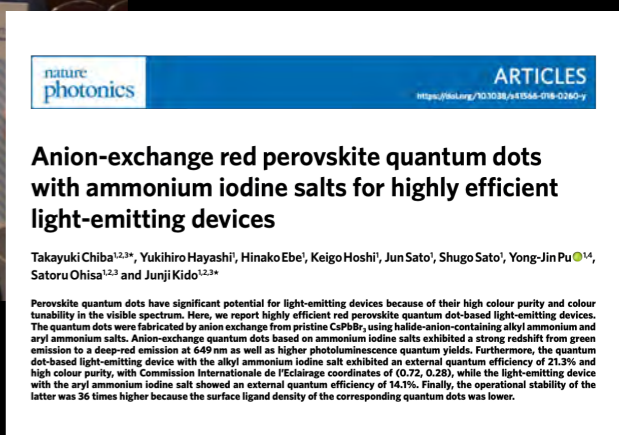 nature
photonics
ARTICLES
https://doi.org/10.1038/s41566-018-0260-y
Anion-exchange red perovskite quantum dots
with ammonium iodine salts for highly efficient
light-emitting devices
Takayuki Chiba1,2,3*, Yukihiro Hayashi1, Hinako Ebe1, Keigo Hoshi1, Jun Sato1, Shugo Sato1, Yong-Jin Pu1,4,
Satoru Ohisa1,2,3 and Junji Kido1,2,3*
Perovskite quantum dots have significant potential for light-emitting devices because of their high colour purity and colour
tunability in the visible spectrum. Here, we report highly efficient red perovskite quantum dot-based light-emitting devices.
The quantum dots were fabricated by anion exchange from pristine CsPbBr3 using halide-anion-containing alkyl ammonium and
aryl ammonium salts. Anion-exchange quantum dots based on ammonium iodine salts exhibited a strong redshift from green
emission to a deep-red emission at 649 nm as well as higher photoluminescence quantum yields. Furthermore, the quantum
dot-based light-emitting device with the alkyl ammonium iodine salt exhibited an external quantum efficiency of 21.3% and
high colour purity, with Commission Internationale de l'Eclairage coordinates of (0.72, 0.28), while the light-emitting device
with the aryl ammonium iodine salt showed an external quantum efficiency of 14.1%. Finally, the operational stability of the
latter was 36 times higher because the surface ligand density of the corresponding quantum dots was lower.